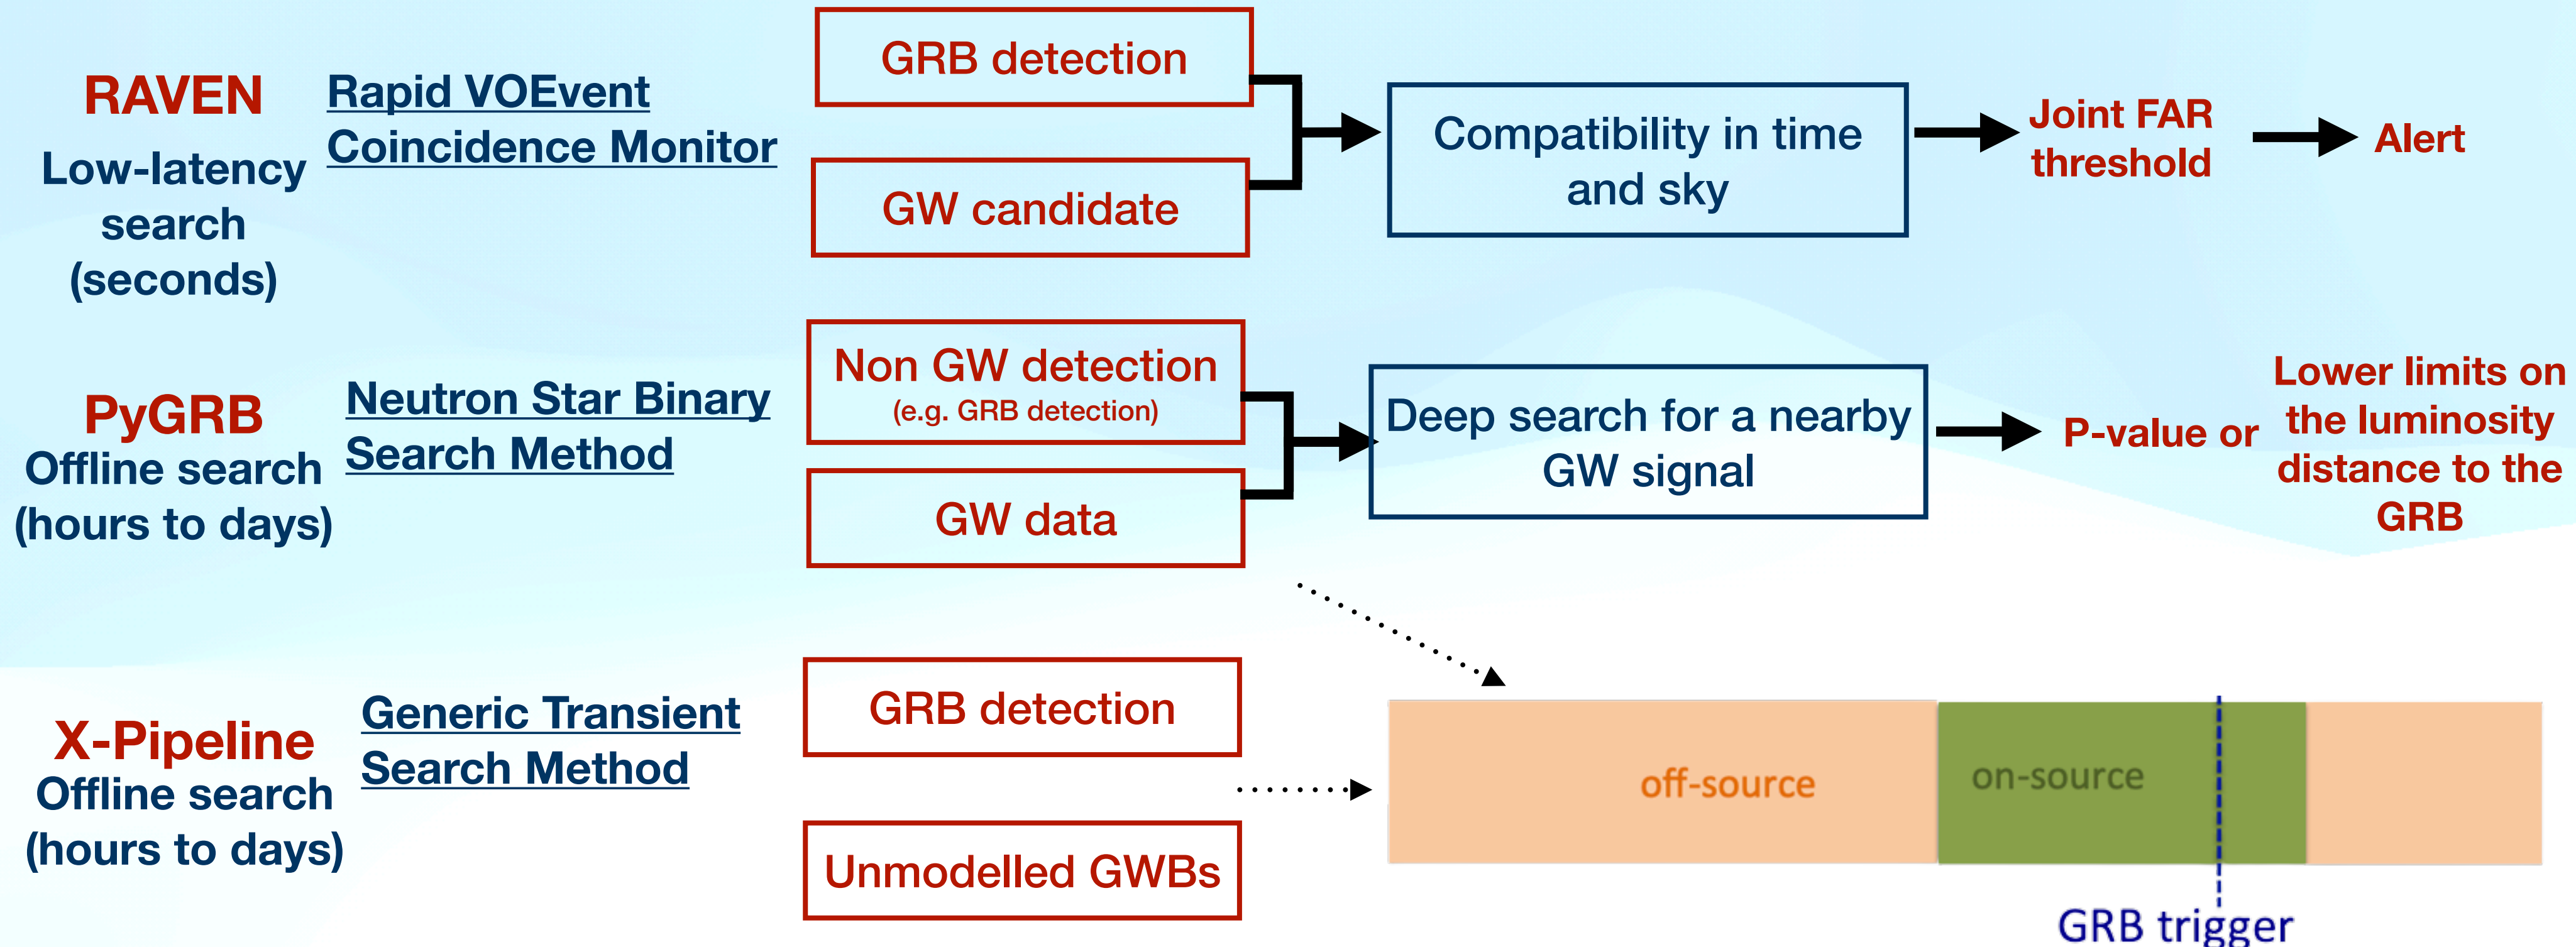 RAVEN
Low-latency
search
(seconds)
Rapid VOEvent
Coincidence Monitor
GRB detection
GW candidate
Compatibility in time
and sky
Joint FAR
threshold
Alert
PyGRB
Offline search
(hours to days)
Neutron Star Binary
Search Method
Non GW detection
(e.g. GRB detection)
GW data
Deep search for a nearby
GW signal
P-value or
Lower limits on
the luminosity
distance to the
GRB
X-Pipeline
Offline search
(hours to days)
Generic Transient
Search Method
GRB detection
Unmodelled GWBs
off-source
on-source
GRB trigger